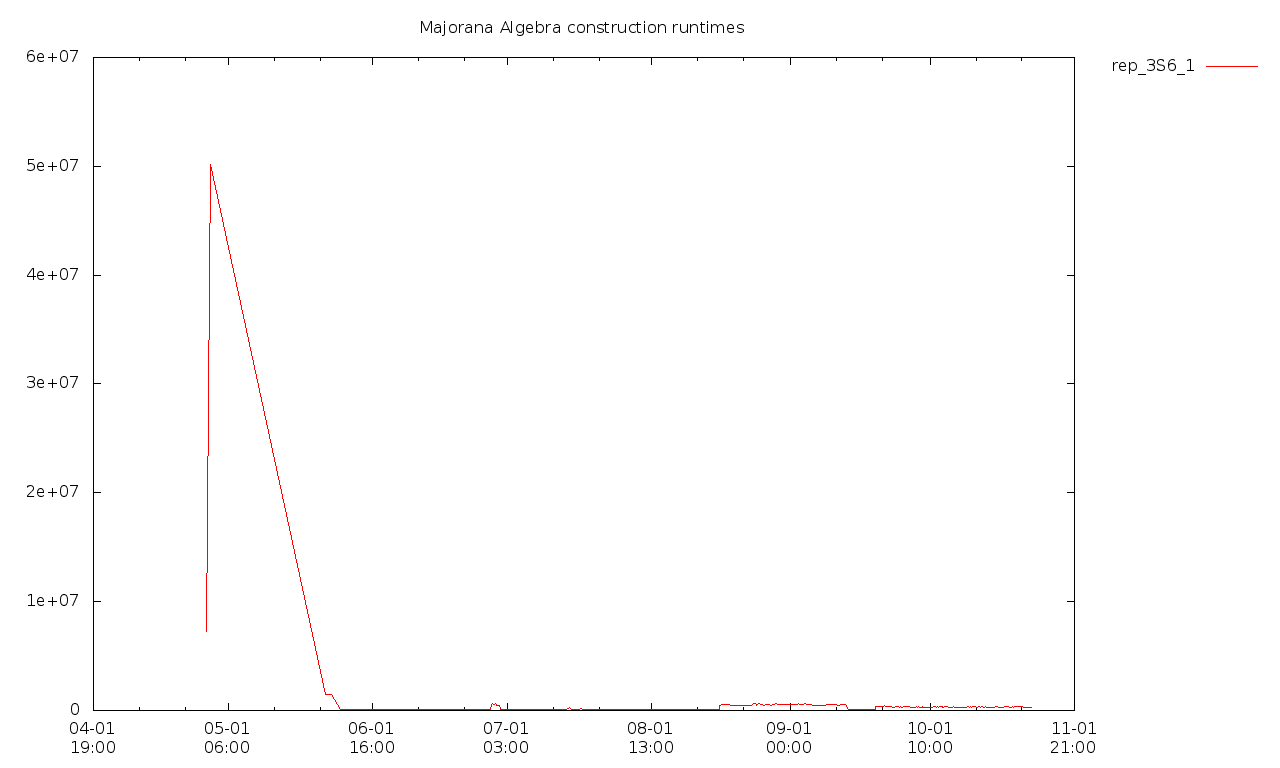 Majorana Algebra construction runtimes
rep_3S6_1
6e+07
5e+07
4e+07
3e+07
2e+07
1e+07
0
04-01 05-01 06-01 07-01 08-01 09-01 10-01 11-01
19:00 06:00 16:00 03:00 13:00 00:00 10:00 21:00